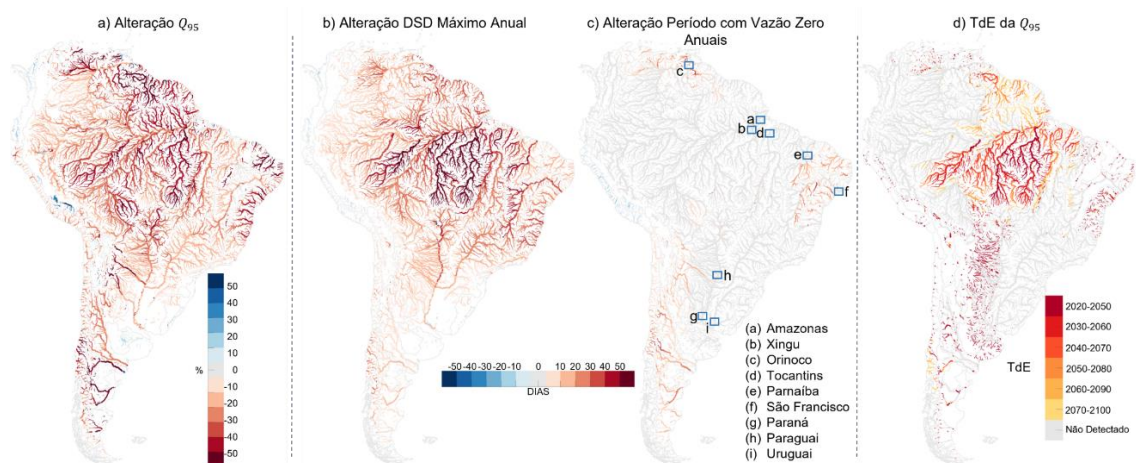 a) Alteração Q95
b) Alteração DSD Máximo Anual
c) Alteração Período com Vazão Zero
Anuais
d) TdE da Q95
c
a
b
d
e
f
h
g
i
50
40
30
20
10
% 0
-10
-20
-30
-40
-50
-50 -40 -30 -20 -10 0 10 20 30 40 50
DIAS
(a) Amazonas
(b) Xingu
(c) Orinoco
(d) Tocantins
(e) Parnaíba
(f) São Francisco
(g) Paraná
(h) Paraguai
(i) Uruguai
TdE
2020-2050
2030-2060
2040-2070
2050-2080
2060-2090
2070-2100
Não Detectado